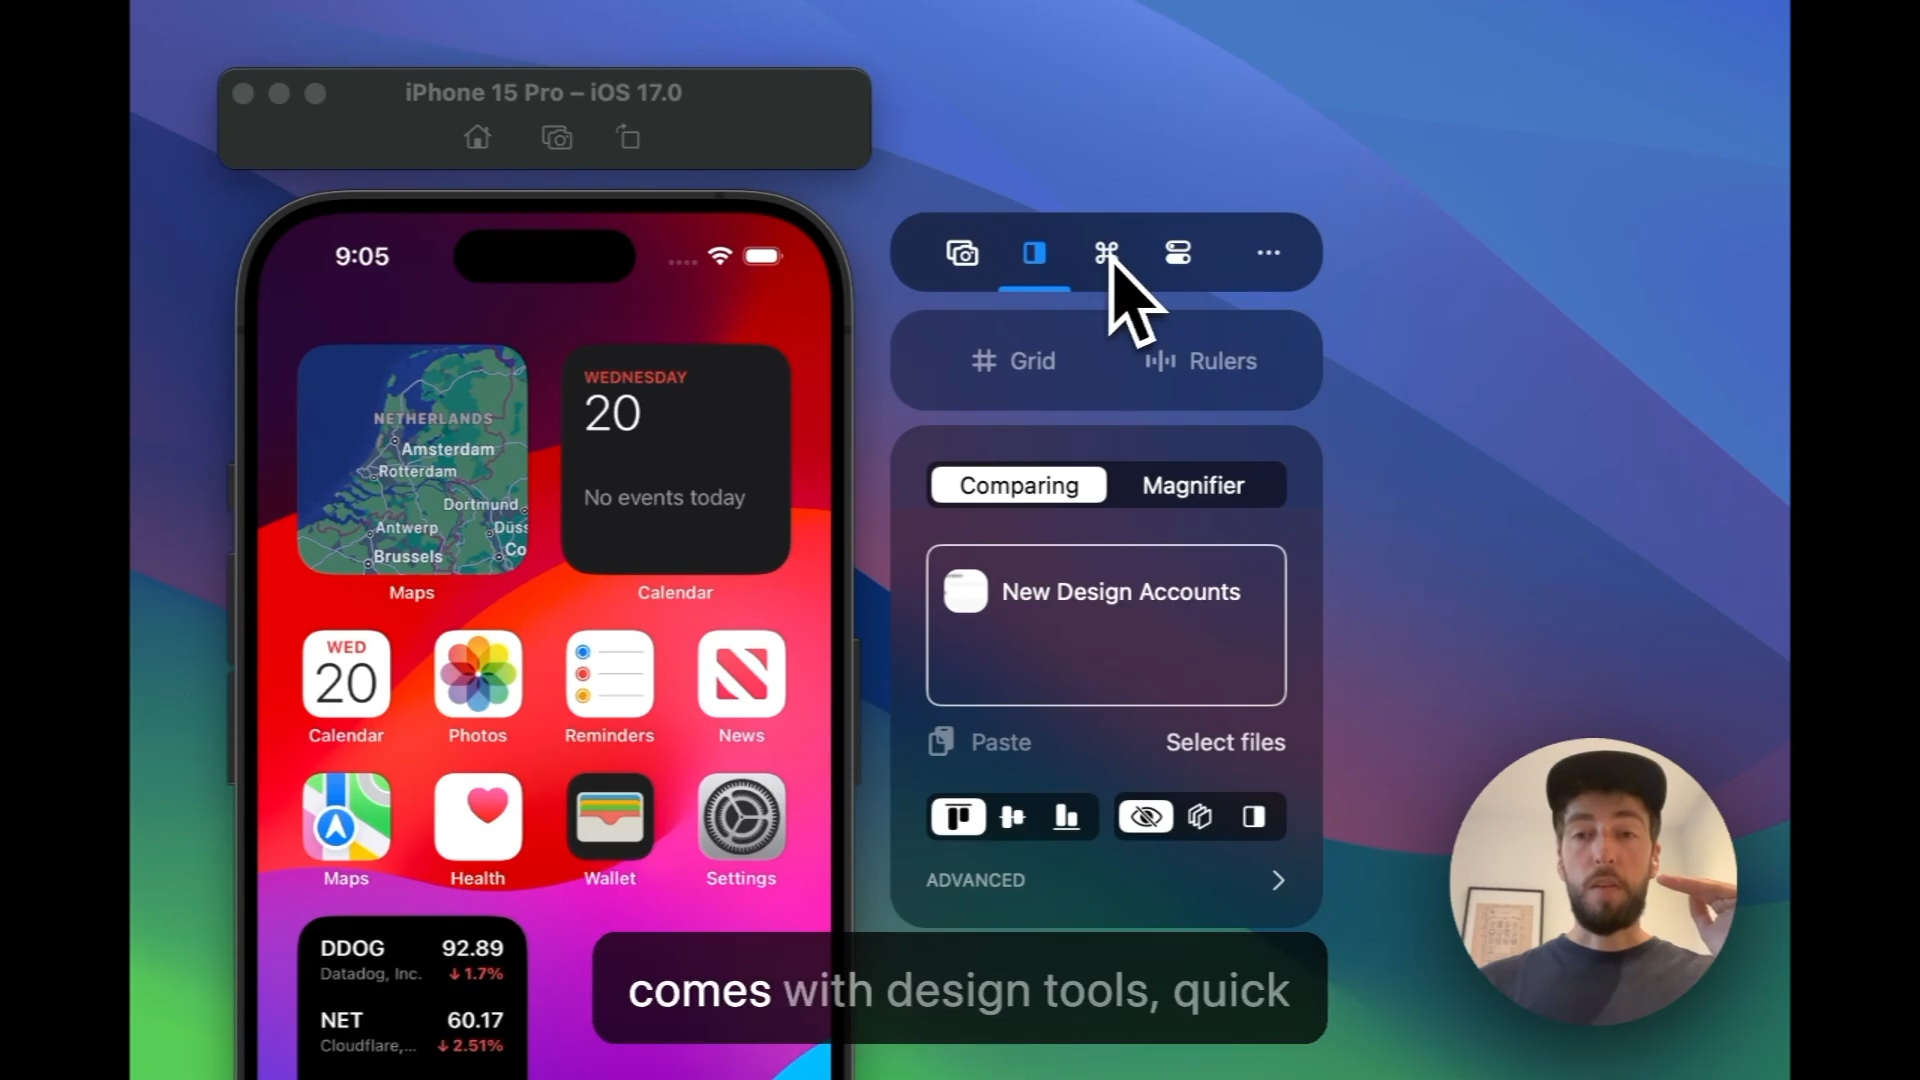 iPhone 15 Pro – iOS 17.0
9:05
NETHERLANDS
Amsterdam
Rotterdam
Dortmund
Antwerp
Düss
Brussels
Co
Maps
WEDNESDAY
20
No events today
Calendar
WED
20
Calendar
Photos
Reminders
News
Maps
Health
Wallet
Settings
DDOG 92.89
Datadog, Inc. ↓1.7%
NET 60.17
Cloudflare,... ↓2.51%
Grid
Rulers
Comparing
Magnifier
New Design Accounts
Paste
Select files
ADVANCED
comes with design tools, quick